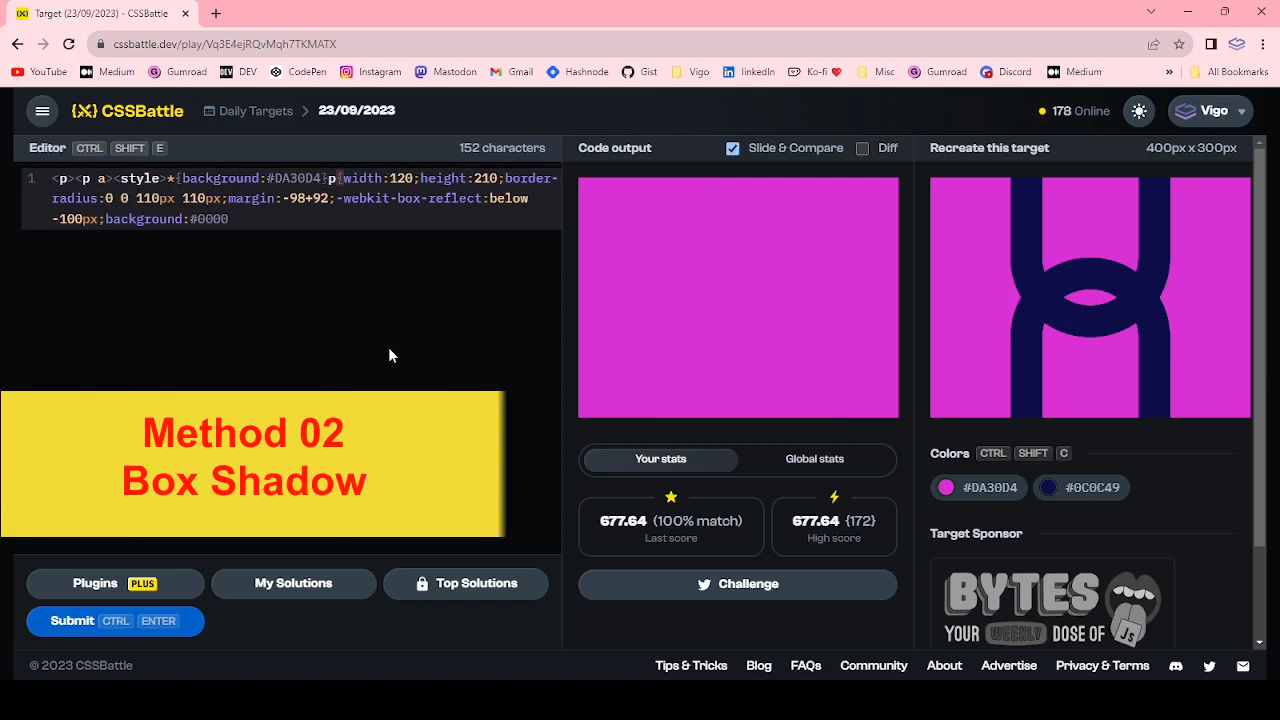 Target (23/09/2023) - CSSBattle
cssbattle.dev/play/Vq3E4ejRQvMqh7TKMATX
YouTube Medium Gumroad DEV CodePen Instagram Mastodon Gmail Hashnode Gist Vigo linkedIn Ko-fi Misc Gumroad Discord Medium » All Bookmarks
{X} CSSBattle Daily Targets 23/09/2023 178 Online Vigo
Editor CTRL SHIFT E 152 characters Code output Slide & Compare Diff Recreate this target 400px x 300px
1 <p><p a><style>*{background:#DA30D4}p{width:120;height:210;border-
radius:0 0 110px 110px;margin:-98+92;-webkit-box-reflect:below
-100px;background:#0000
Method 02
Box Shadow
Your stats Global stats
Colors CTRL SHIFT C
#DA30D4 #0C0C49
677.64 (100% match) 677.64 {172}
Last score High score
Target Sponsor
Plugins PLUS My Solutions Top Solutions Challenge
Submit CTRL ENTER
BYTES
YOUR WEEKLY DOSE OF JS
© 2023 CSSBattle Tips & Tricks Blog FAQs Community About Advertise Privacy & Terms